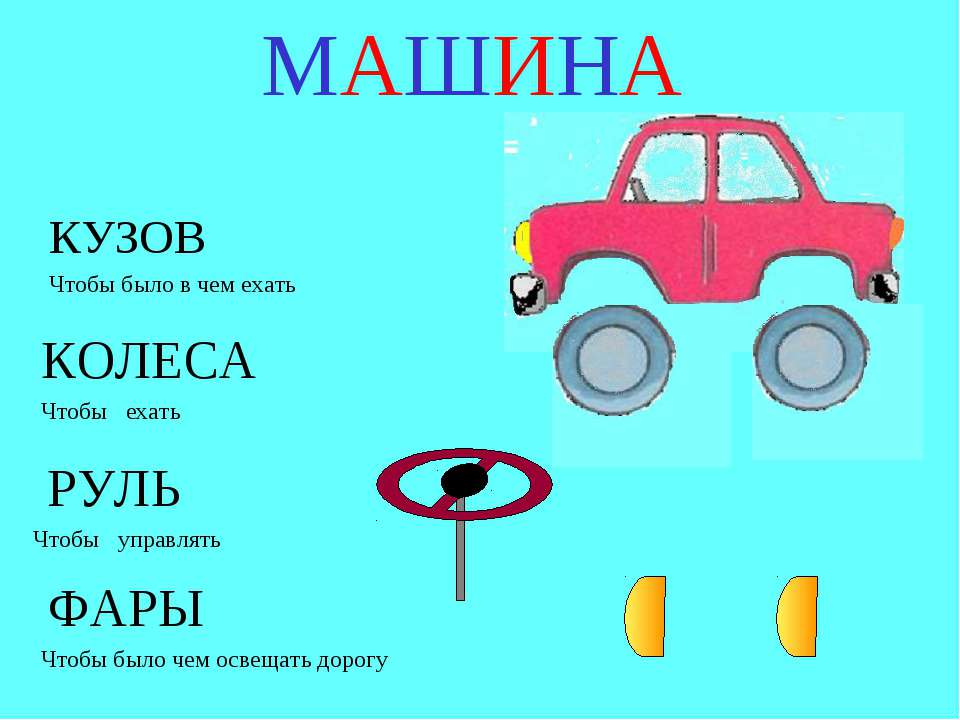 МАШИНА
КУЗОВ
Чтобы было в чем ехать
КОЛЕСА
Чтобы ехать
РУЛЬ
Чтобы управлять
ФАРЫ
Чтобы было чем освещать дорогу